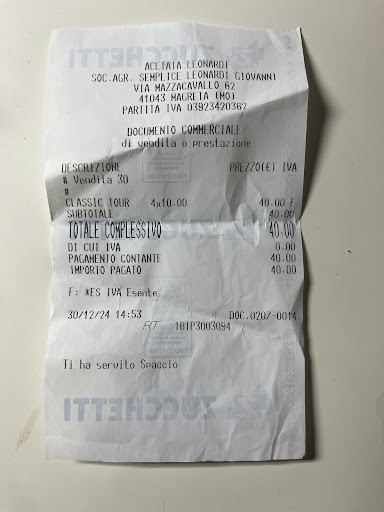 ACETAIA LEONARDI
SOC.AGR. SEMPLICE LEONARDI GIOVANNI
VIA MAZZACAVALLO 62
41043 MAGRETA (MO)
PARTITA IVA 03923420362
DOCUMENTO COMMERCIALE
di vendita o prestazione
DESCRIZIONE PREZZO(€) IVA
# Vendita 30
#
CLASSIC TOUR 4x10.00 40.00 F
SUBTOTALE 40.00
TOTALE COMPLESSIVO 40.00
DI CUI IVA 0.00
PAGAMENTO CONTANTE 40.00
IMPORTO PAGATO 40.00
F: *ES IVA Esente
30/12/24 14:53 DOC.0207-0014
RT 1BIP3003094
Ti ha servito Spaccio
ZUCCHETTI